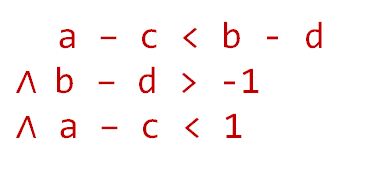 a – c < b - d
∧ b – d > -1
∧ a – c < 1